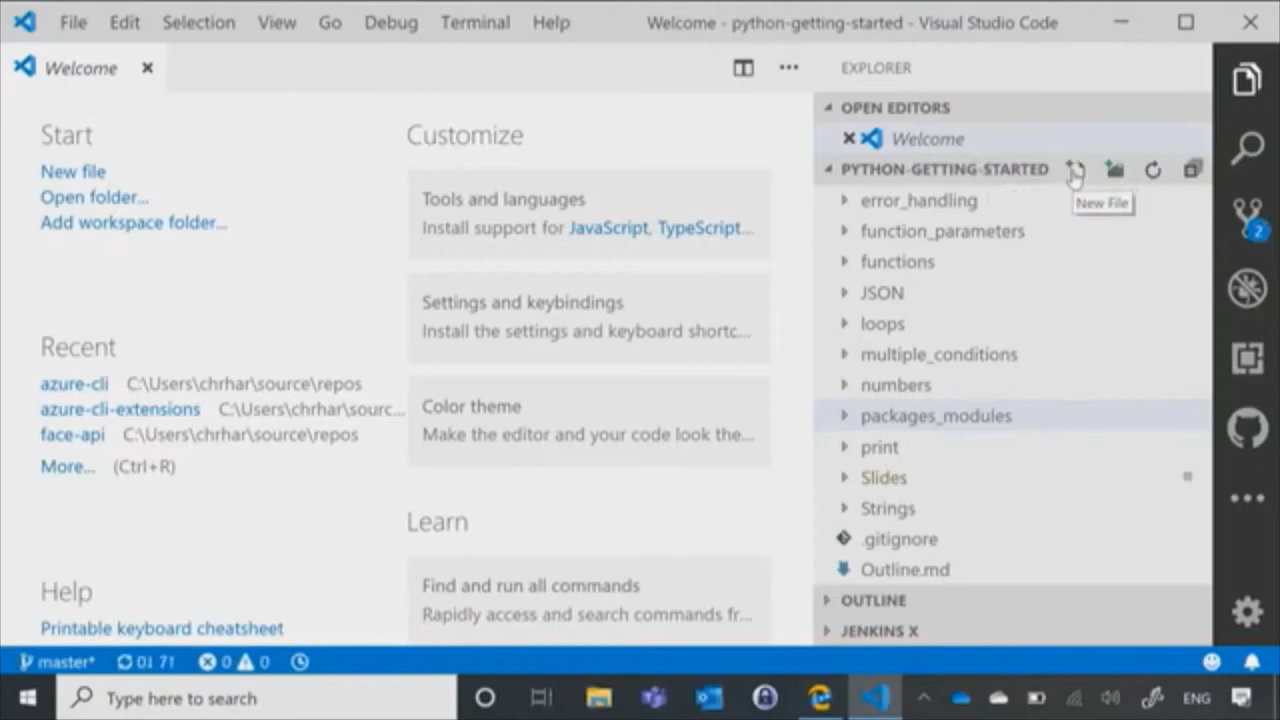 File Edit Selection View Go Debug Terminal Help Welcome - python-getting-started - Visual Studio Code
Welcome
EXPLORER
Start
New file
Open folder...
Add workspace folder...
Recent
azure-cli C:\Users\chrhar\source\repos
azure-cli-extensions C:\Users\chrhar\sourc...
face-api C:\Users\chrhar\source\repos
More... (Ctrl+R)
Help
Printable keyboard cheatsheet
Customize
Tools and languages
Install support for JavaScript, TypeScript...
Settings and keybindings
Install the settings and keyboard shortc...
Color theme
Make the editor and your code look the...
Learn
Find and run all commands
Rapidly access and search commands fr...
OPEN EDITORS
Welcome
PYTHON-GETTING-STARTED
New File
error_handling
function_parameters
functions
JSON
loops
multiple_conditions
numbers
packages_modules
print
Slides
Strings
.gitignore
Outline.md
OUTLINE
JENKINS X
2
master* 0 0
Type here to search ENG